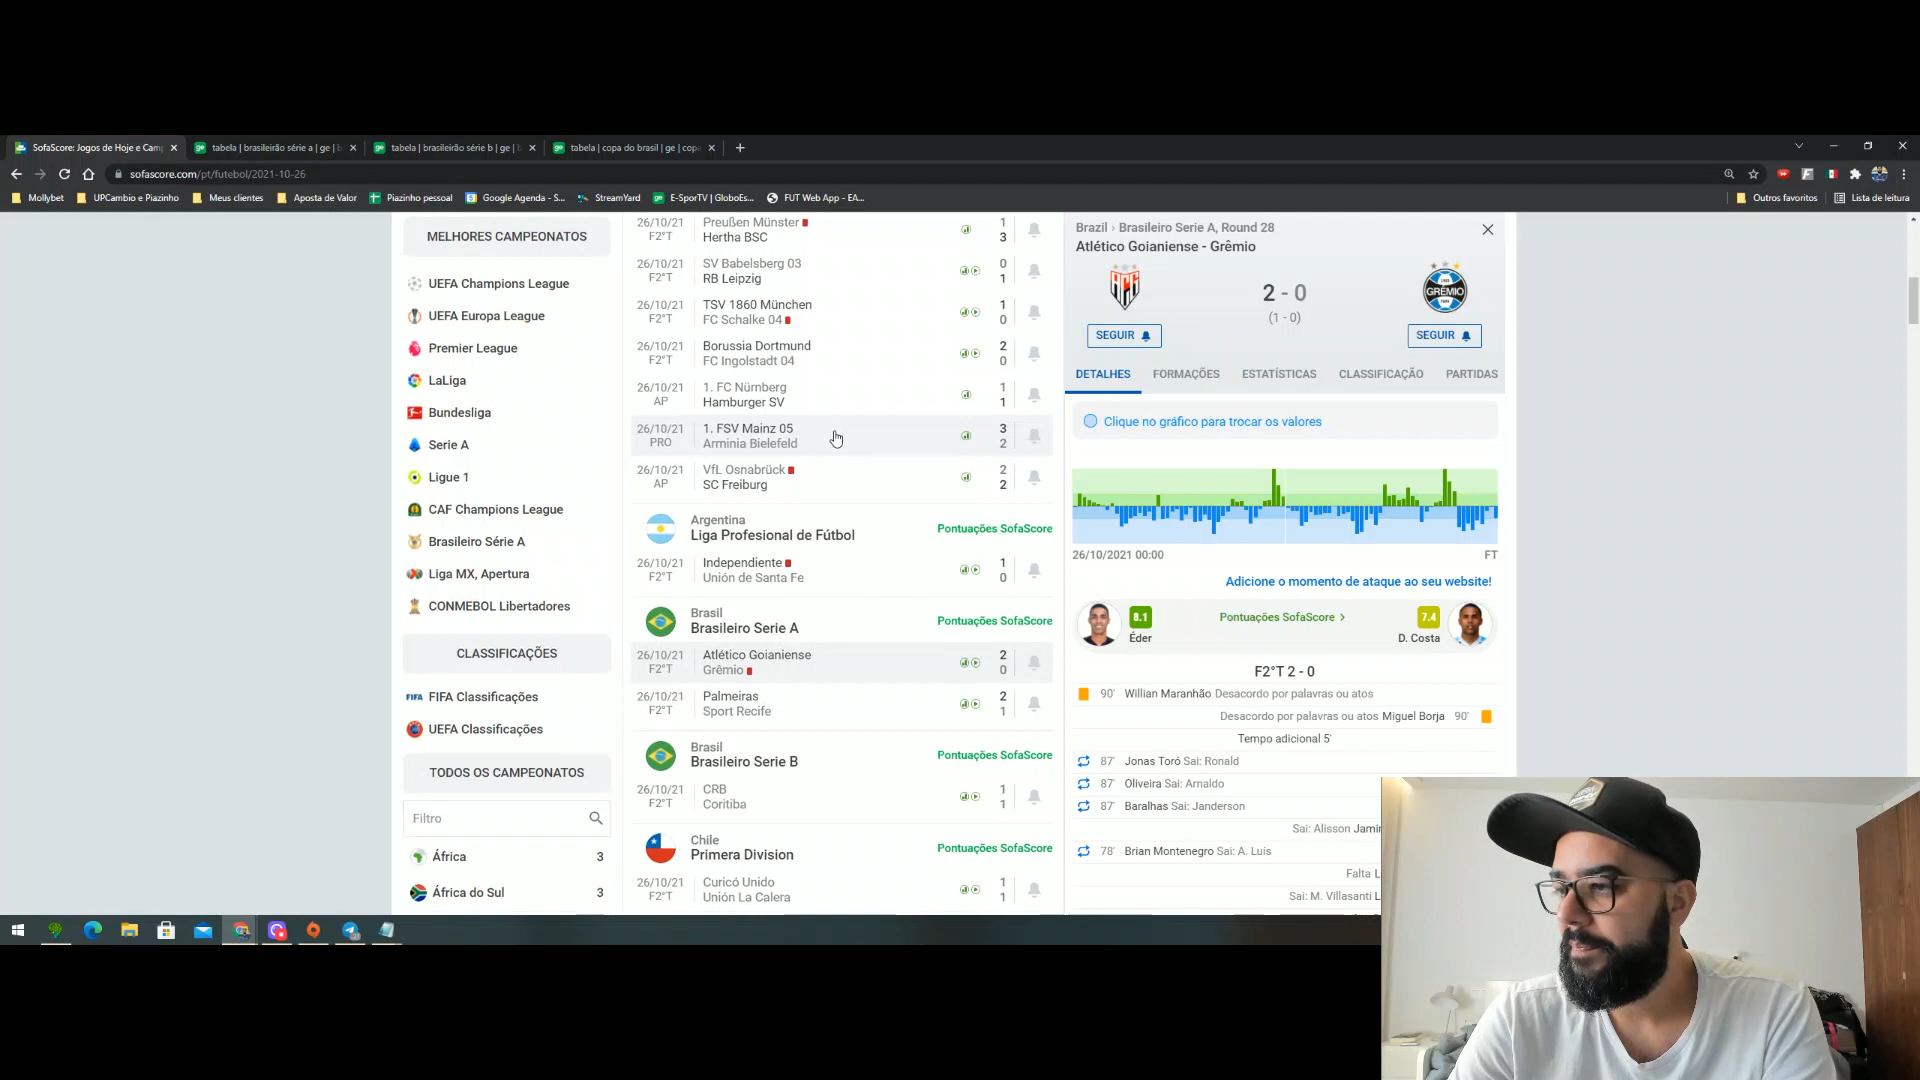 SofaScore: Jogos de Hoje e Cam
tabela | brasileirão série a | ge | b
tabela | brasileirão série b | ge | b
tabela | copa do brasil | ge | cop
sofascore.com/pt/futebol/2021-10-26
Mollybet
UPCambio e Piazinho
Meus clientes
Aposta de Valor
Piazinho pessoal
Google Agenda - S...
StreamYard
E-SporTV | GloboEs...
FUT Web App - EA...
Outros favoritos
Lista de leitura
MELHORES CAMPEONATOS
UEFA Champions League
UEFA Europa League
Premier League
LaLiga
Bundesliga
Serie A
Ligue 1
CAF Champions League
Brasileiro Série A
Liga MX, Apertura
CONMEBOL Libertadores
CLASSIFICAÇÕES
FIFA FIFA Classificações
UEFA Classificações
TODOS OS CAMPEONATOS
Filtro
África 3
África do Sul 3
26/10/21 Preußen Münster 1
F2°T Hertha BSC 3
26/10/21 SV Babelsberg 03 0
F2°T RB Leipzig 1
26/10/21 TSV 1860 München 1
F2°T FC Schalke 04 0
26/10/21 Borussia Dortmund 2
F2°T FC Ingolstadt 04 0
26/10/21 1. FC Nürnberg 1
AP Hamburger SV 1
26/10/21 1. FSV Mainz 05 3
PRO Arminia Bielefeld 2
26/10/21 VfL Osnabrück 2
AP SC Freiburg 2
Argentina
Liga Profesional de Fútbol Pontuações SofaScore
26/10/21 Independiente 1
F2°T Unión de Santa Fe 0
Brasil
Brasileiro Serie A Pontuações SofaScore
26/10/21 Atlético Goianiense 2
F2°T Grêmio 0
26/10/21 Palmeiras 2
F2°T Sport Recife 1
Brasil
Brasileiro Serie B Pontuações SofaScore
26/10/21 CRB 1
F2°T Coritiba 1
Chile
Primera Division Pontuações SofaScore
26/10/21 Curicó Unido 1
F2°T Unión La Calera 1
Brazil › Brasileiro Serie A, Round 28
Atlético Goianiense - Grêmio
ACG
GRÊMIO
2 - 0
(1 - 0)
SEGUIR
SEGUIR
DETALHES FORMAÇÕES ESTATÍSTICAS CLASSIFICAÇÃO PARTIDAS
Clique no gráfico para trocar os valores
26/10/2021 00:00 FT
Adicione o momento de ataque ao seu website!
8.1 Pontuações SofaScore > 7.4
Éder D. Costa
F2°T 2 - 0
90' Willian Maranhão Desacordo por palavras ou atos
Desacordo por palavras ou atos Miguel Borja 90'
Tempo adicional 5'
87' Jonas Toró Sai: Ronald
87' Oliveira Sai: Arnaldo
87' Baralhas Sai: Janderson
Sai: Alisson Jamin
78' Brian Montenegro Sai: A. Luís
Falta L
Sai: M. Villasanti L